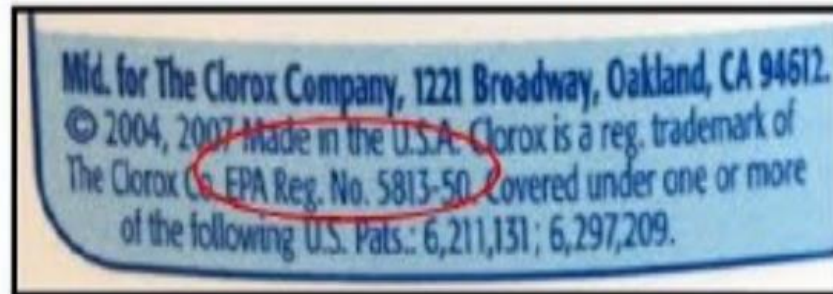 Mfd. for The Clorox Company, 1221 Broadway, Oakland, CA 94612.
© 2004, 2007 Made in the U.S.A. Clorox is a reg. trademark of
The Clorox Co. EPA Reg. No. 5813-50. Covered under one or more
of the following U.S. Pats.: 6,211,131; 6,297,209.